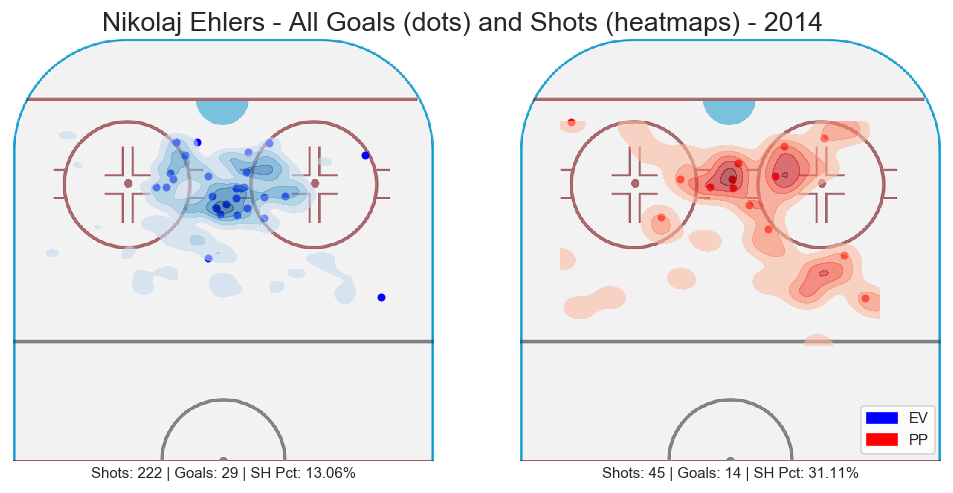 Nikolaj Ehlers - All Goals (dots) and Shots (heatmaps) - 2014
EV
PP
Shots: 222 | Goals: 29 | SH Pct: 13.06%
Shots: 45 | Goals: 14 | SH Pct: 31.11%